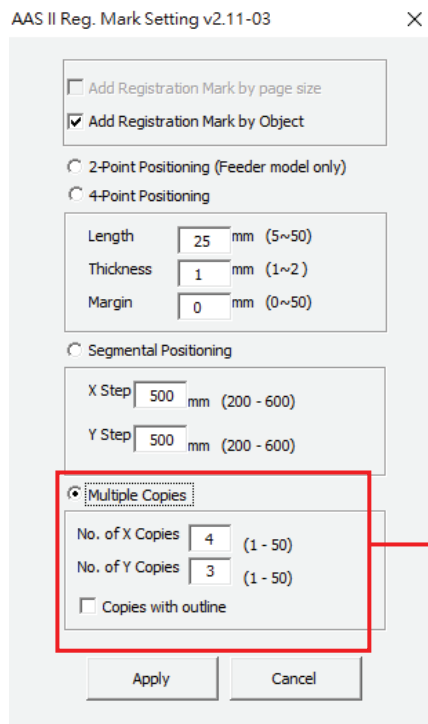 AAS II Reg. Mark Setting v2.11-03
Add Registration Mark by page size
Add Registration Mark by Object
2-Point Positioning (Feeder model only)
4-Point Positioning
Length 25 mm (5~50)
Thickness 1 mm (1~2 )
Margin 0 mm (0~50)
Segmental Positioning
X Step 500 mm (200 - 600)
Y Step 500 mm (200 - 600)
Multiple Copies
No. of X Copies 4 (1 - 50)
No. of Y Copies 3 (1 - 50)
Copies with outline
Apply Cancel